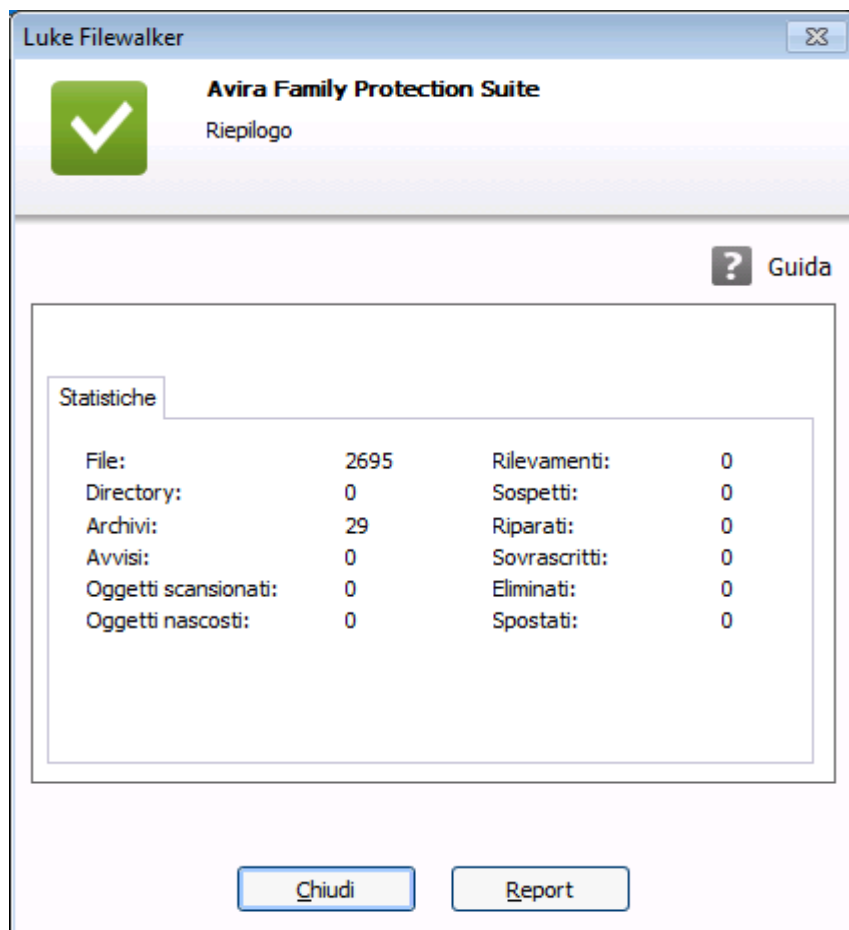 Luke Filewalker
Avira Family Protection Suite
Riepilogo
? Guida
Statistiche
File: 2695 Rilevamenti: 0
Directory: 0 Sospetti: 0
Archivi: 29 Riparati: 0
Avvisi: 0 Sovrascritti: 0
Oggetti scansionati: 0 Eliminati: 0
Oggetti nascosti: 0 Spostati: 0
Chiudi Report